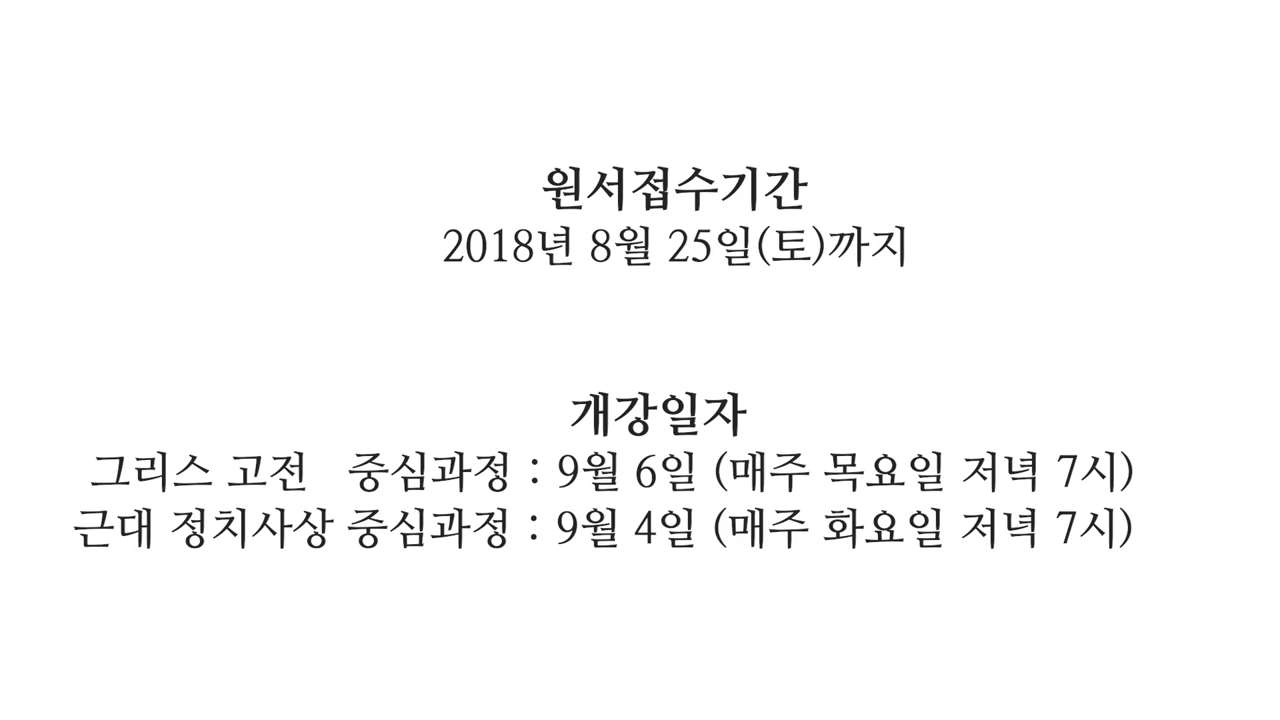 원서접수기간
2018년 8월 25일(토)까지
개강일자
그리스 고전 중심과정 : 9월 6일 (매주 목요일 저녁 7시)
근대 정치사상 중심과정 : 9월 4일 (매주 화요일 저녁 7시)